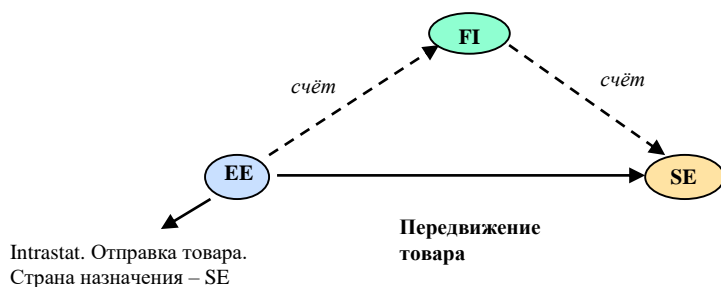 FI
счёт
счёт
EE
SE
Передвижение
товара
Intrastat. Отправка товара.
Страна назначения – SE